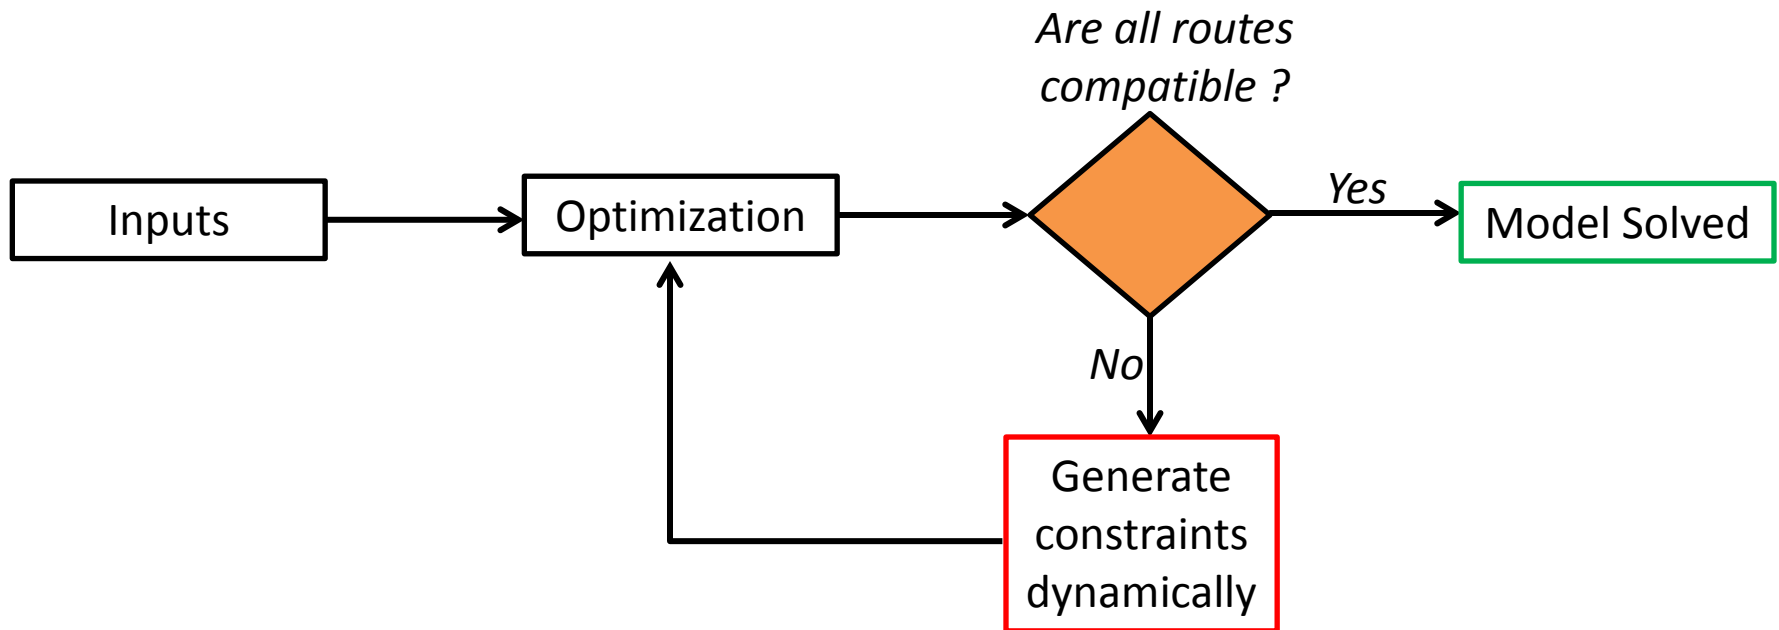 Are all routes
compatible ?
Inputs
Optimization
Yes
Model Solved
No
Generate
constraints
dynamically